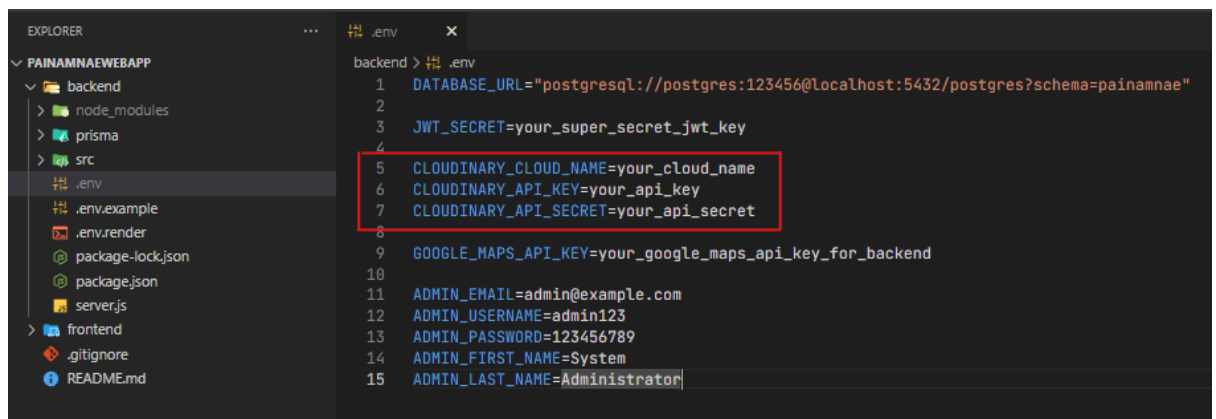 EXPLORER
PAINAMNAEWEBAPP
backend
node_modules
prisma
src
.env
.env.example
.env.render
package-lock.json
package.json
server.js
frontend
.gitignore
README.md
.env
backend > .env
1 DATABASE_URL="postgresql://postgres:123456@localhost:5432/postgres?schema=painamnae"
2
3 JWT_SECRET=your_super_secret_jwt_key
4
5 CLOUDINARY_CLOUD_NAME=your_cloud_name
6 CLOUDINARY_API_KEY=your_api_key
7 CLOUDINARY_API_SECRET=your_api_secret
8
9 GOOGLE_MAPS_API_KEY=your_google_maps_api_key_for_backend
10
11 ADMIN_EMAIL=admin@example.com
12 ADMIN_USERNAME=admin123
13 ADMIN_PASSWORD=123456789
14 ADMIN_FIRST_NAME=System
15 ADMIN_LAST_NAME=Administrator